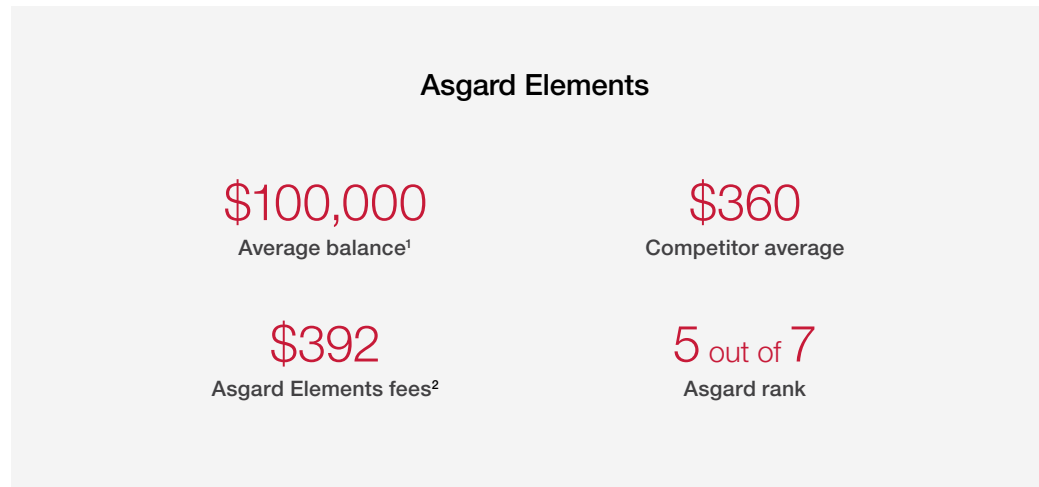 Asgard Elements
$100,000
Average balance¹
$360
Competitor average
$392
Asgard Elements fees²
5 out of 7
Asgard rank